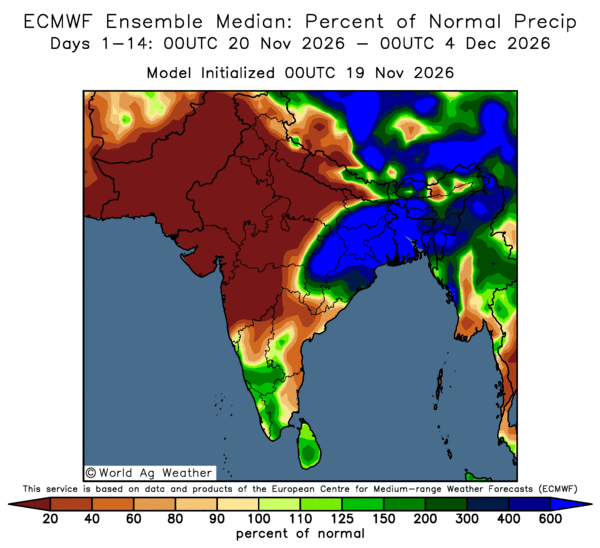 ECMWF Ensemble Median: Percent of Normal Precip
Days 1-14: 00UTC 20 Nov 2026 - 00UTC 4 Dec 2026
Model Initialized 00UTC 19 Nov 2026
© World Ag Weather
This service is based on data and products of the European Centre for Medium-range Weather Forecasts (ECMWF)
20 40 60 80 90 100 110 125 150 200 300 400 600
percent of normal